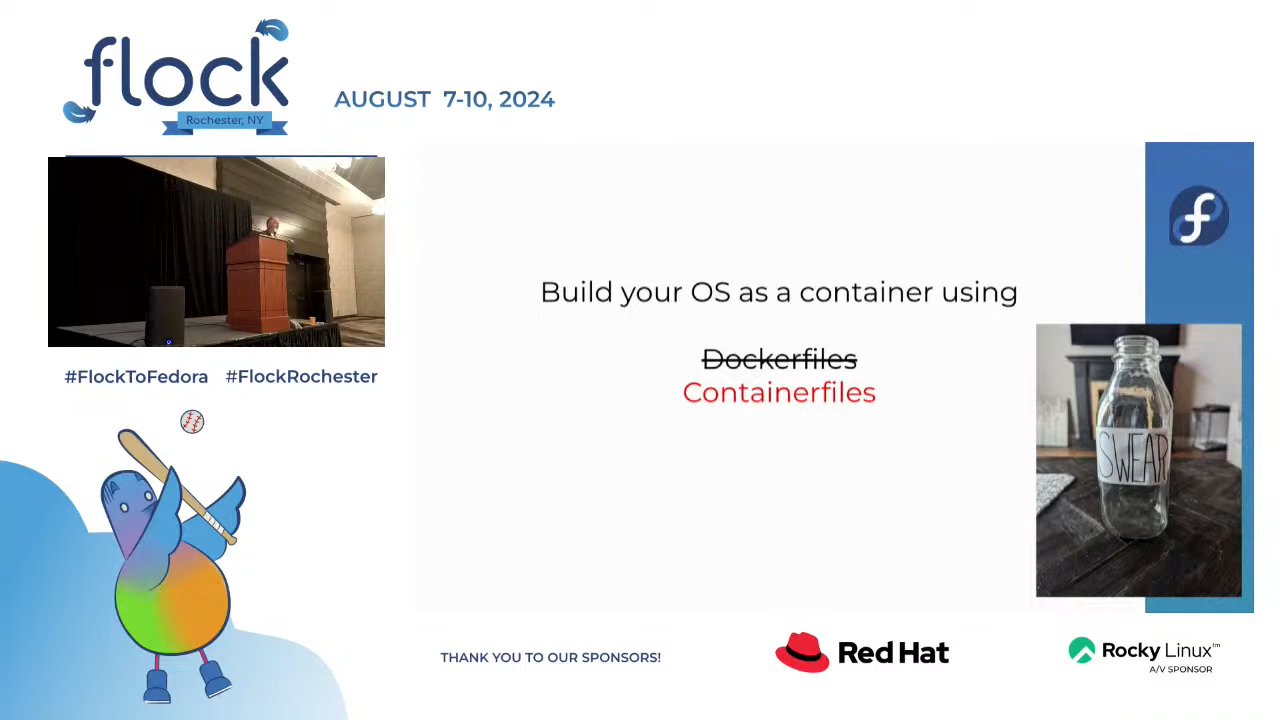 flock
Rochester, NY
AUGUST 7-10, 2024
#FlockToFedora #FlockRochester
Build your OS as a container using
Dockerfiles
Containerfiles
SWEAR
THANK YOU TO OUR SPONSORS!
Red Hat
Rocky Linux™
A/V SPONSOR